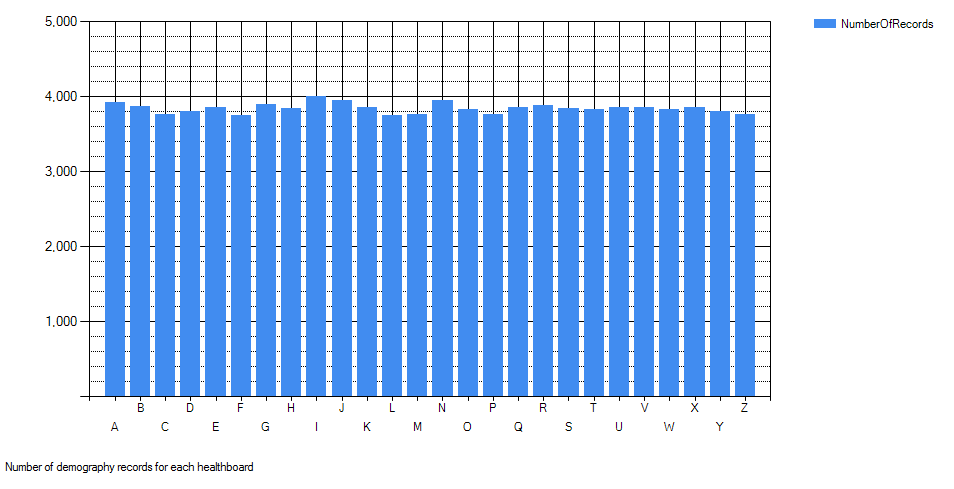 NumberOfRecords
5,000
4,000
3,000
2,000
1,000
B D F H J L N P R T V X Z
A C E G I K M O Q S U W Y
Number of demography records for each healthboard